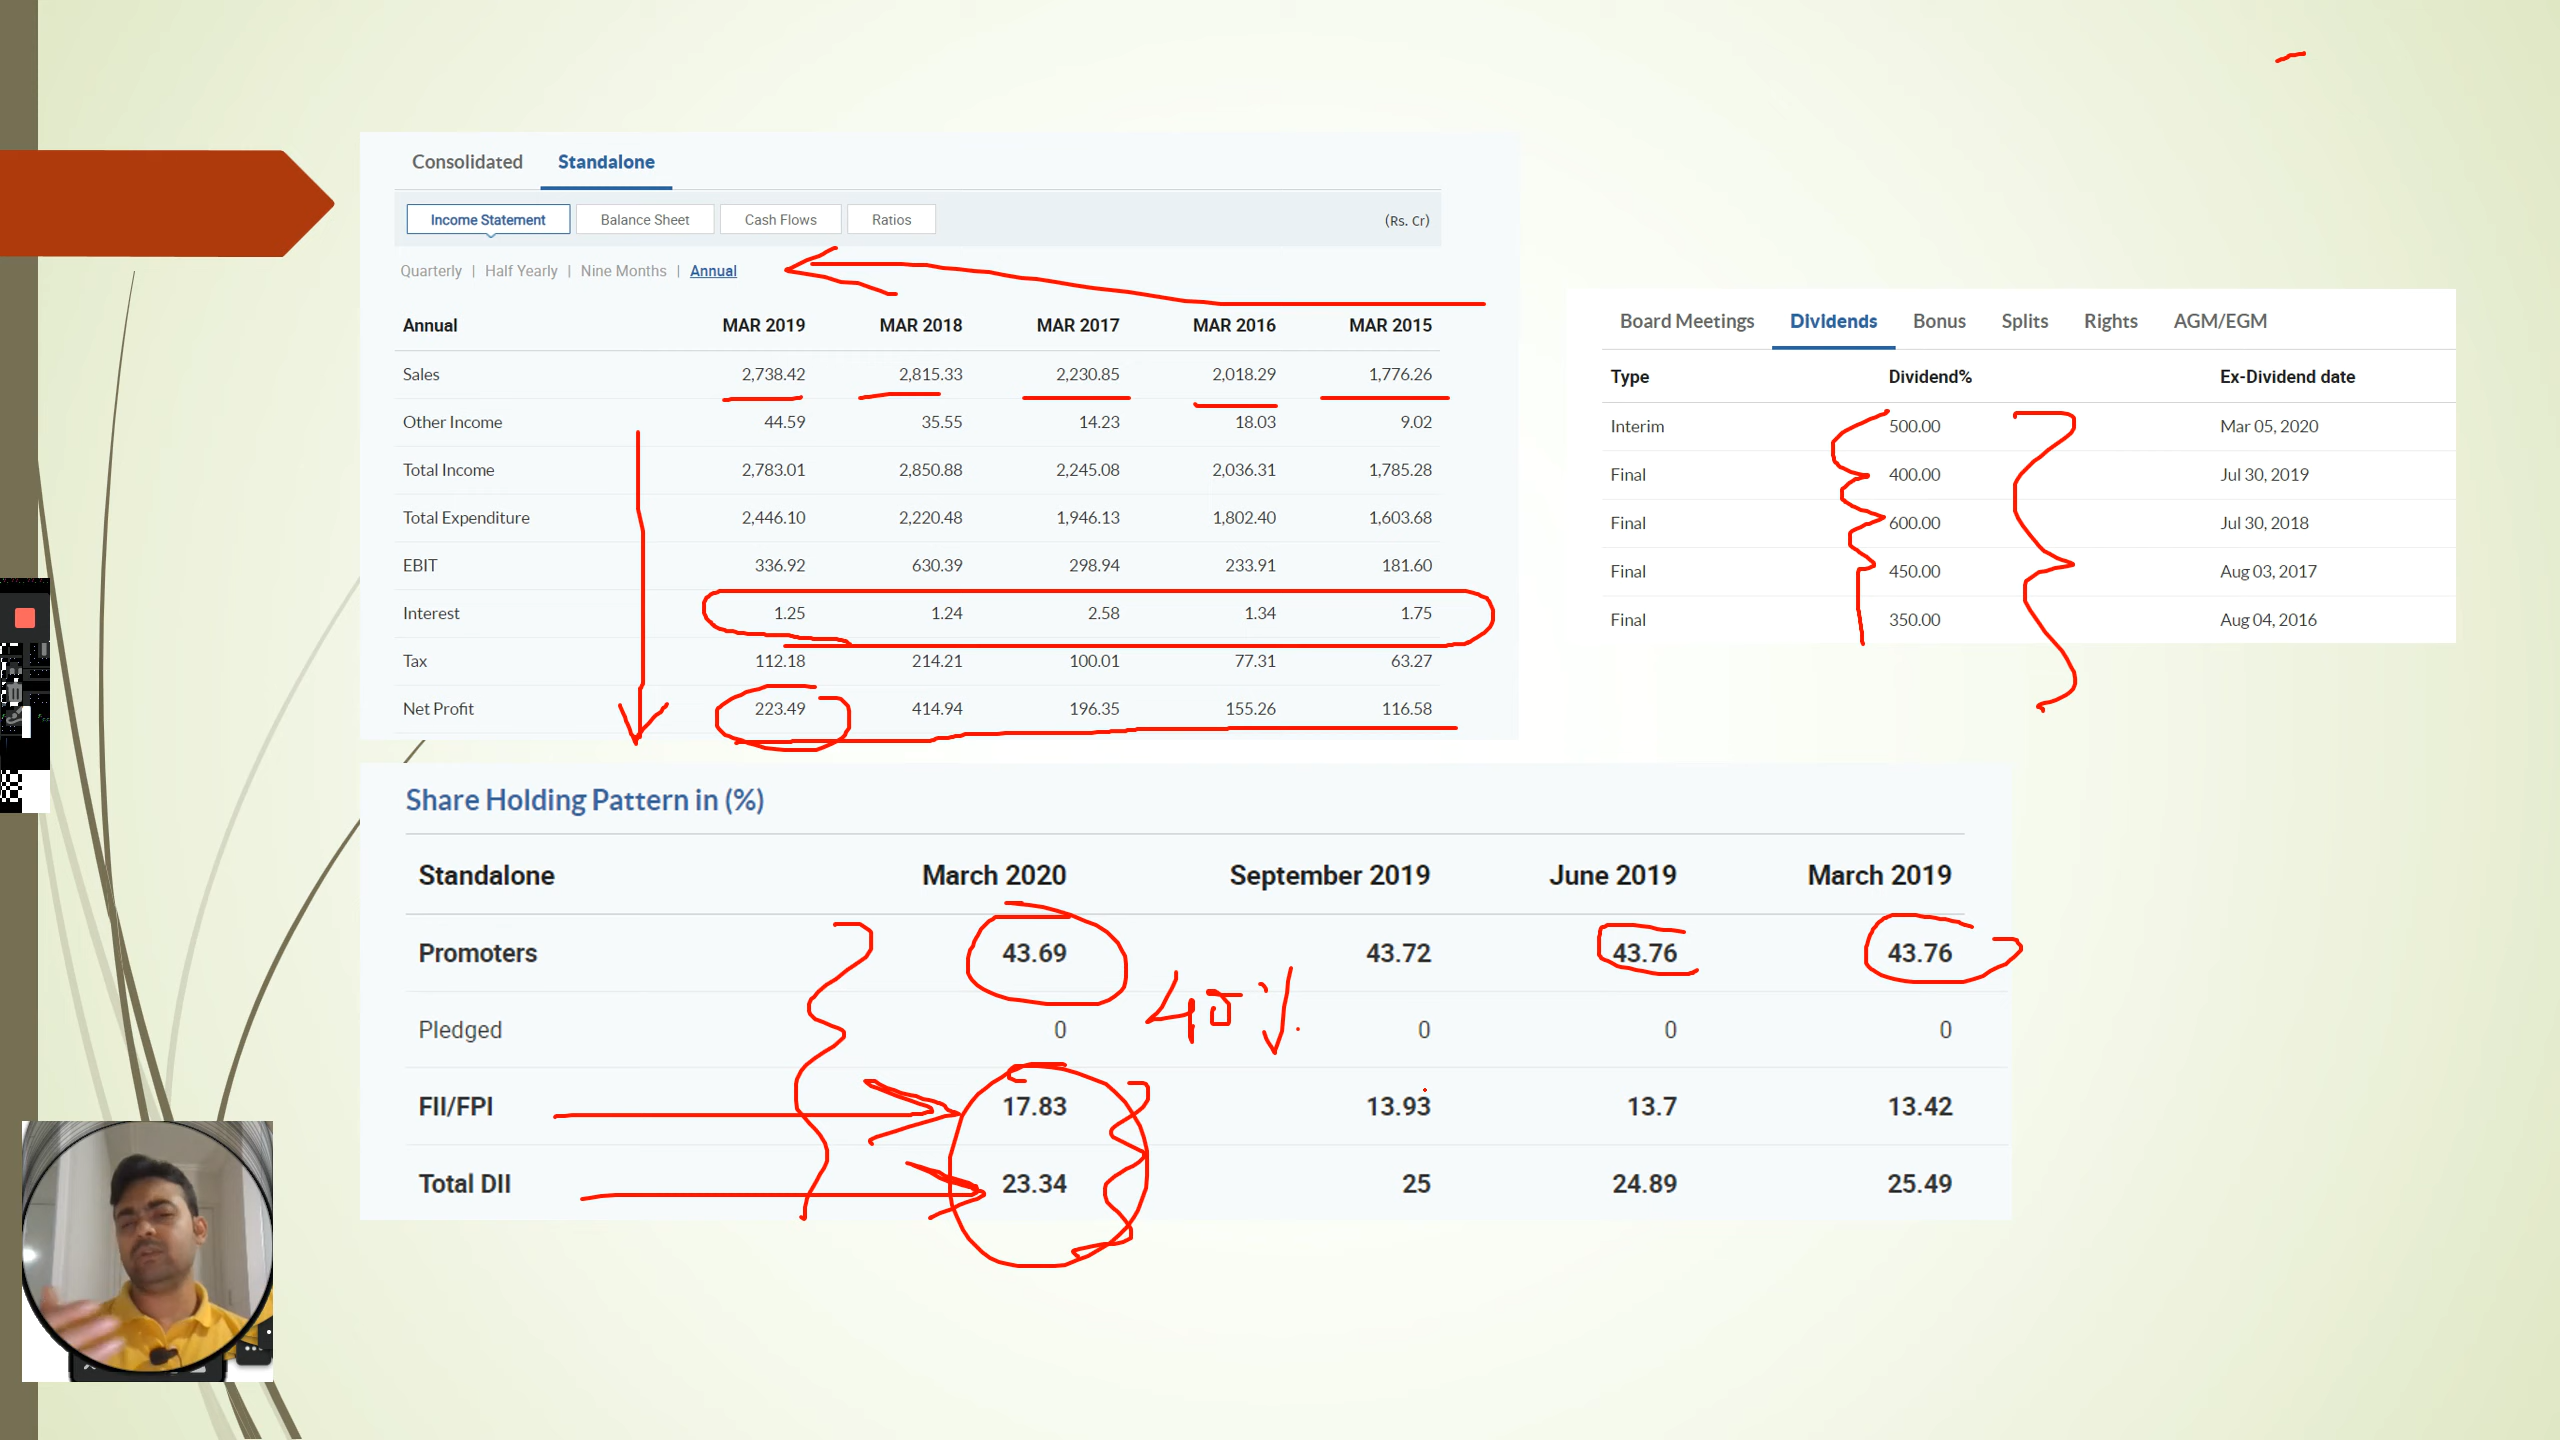 Consolidated Standalone
Income Statement Balance Sheet Cash Flows Ratios (Rs. Cr)
Quarterly | Half Yearly | Nine Months | Annual
Annual MAR 2019 MAR 2018 MAR 2017 MAR 2016 MAR 2015
Sales 2,738.42 2,815.33 2,230.85 2,018.29 1,776.26
Other Income 44.59 35.55 14.23 18.03 9.02
Total Income 2,783.01 2,850.88 2,245.08 2,036.31 1,785.28
Total Expenditure 2,446.10 2,220.48 1,946.13 1,802.40 1,603.68
EBIT 336.92 630.39 298.94 233.91 181.60
Interest 1.25 1.24 2.58 1.34 1.75
Tax 112.18 214.21 100.01 77.31 63.27
Net Profit 223.49 414.94 196.35 155.26 116.58
Board Meetings Dividends Bonus Splits Rights AGM/EGM
Type Dividend% Ex-Dividend date
Interim 500.00 Mar 05, 2020
Final 400.00 Jul 30, 2019
Final 600.00 Jul 30, 2018
Final 450.00 Aug 03, 2017
Final 350.00 Aug 04, 2016
Share Holding Pattern in (%)
Standalone March 2020 September 2019 June 2019 March 2019
Promoters 43.69 43.72 43.76 43.76
40%
Pledged 0 0 0 0
FII/FPI 17.83 13.93 13.7 13.42
Total DII 23.34 25 24.89 25.49